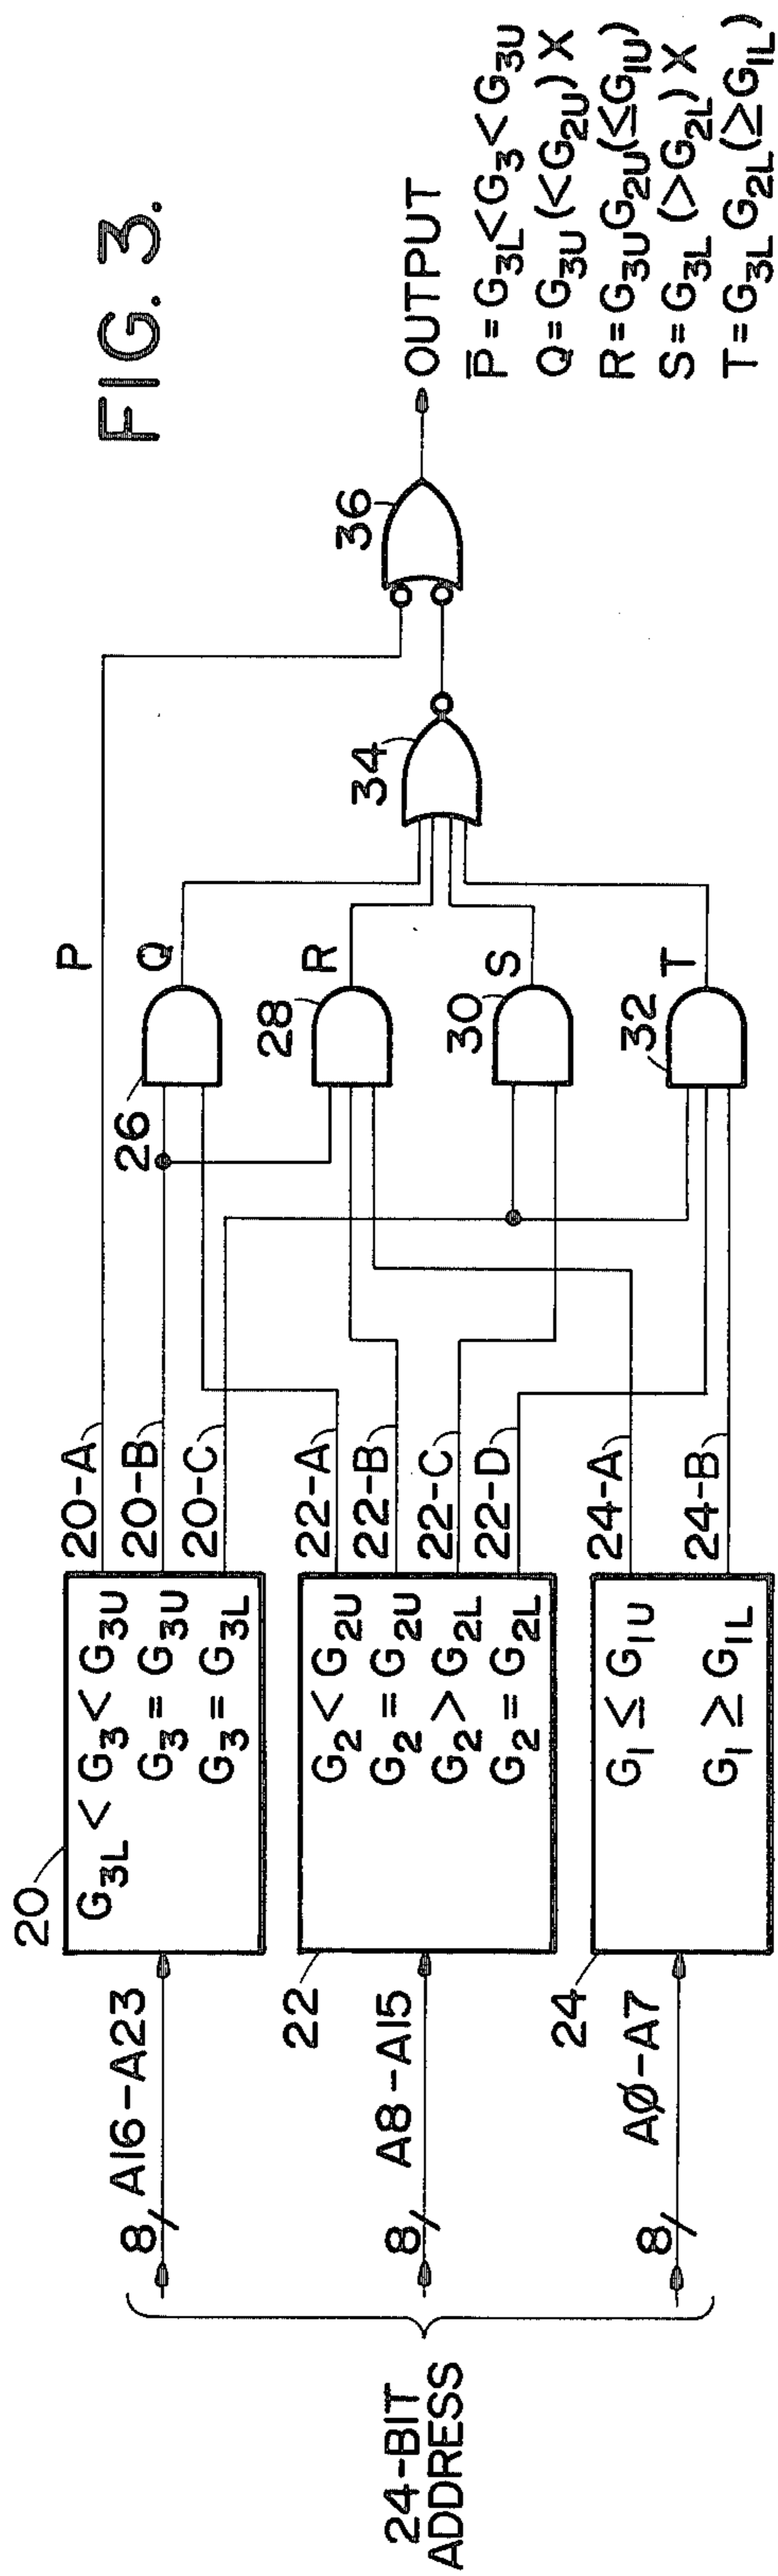 FIG. 3.
24-BIT
ADDRESS
8
A16-A23
8
A8-A15
8
AØ-A7
20
G3L < G3 < G3U
G3 = G3U
G3 = G3L
22
G2 < G2U
G2 = G2U
G2 > G2L
G2 = G2L
24
G1 ≤ G1U
G1 ≥ G1L
20-A
20-B
20-C
22-A
22-B
22-C
22-D
24-A
24-B
26
28
30
32
P
Q
R
S
T
34
36
OUTPUT
P̅ = G3L < G3 < G3U
Q = G3U (< G2U) X
R = G3U G2U (≤ G1U)
S = G3L (> G2L) X
T = G3L G2L (≥ G1L)